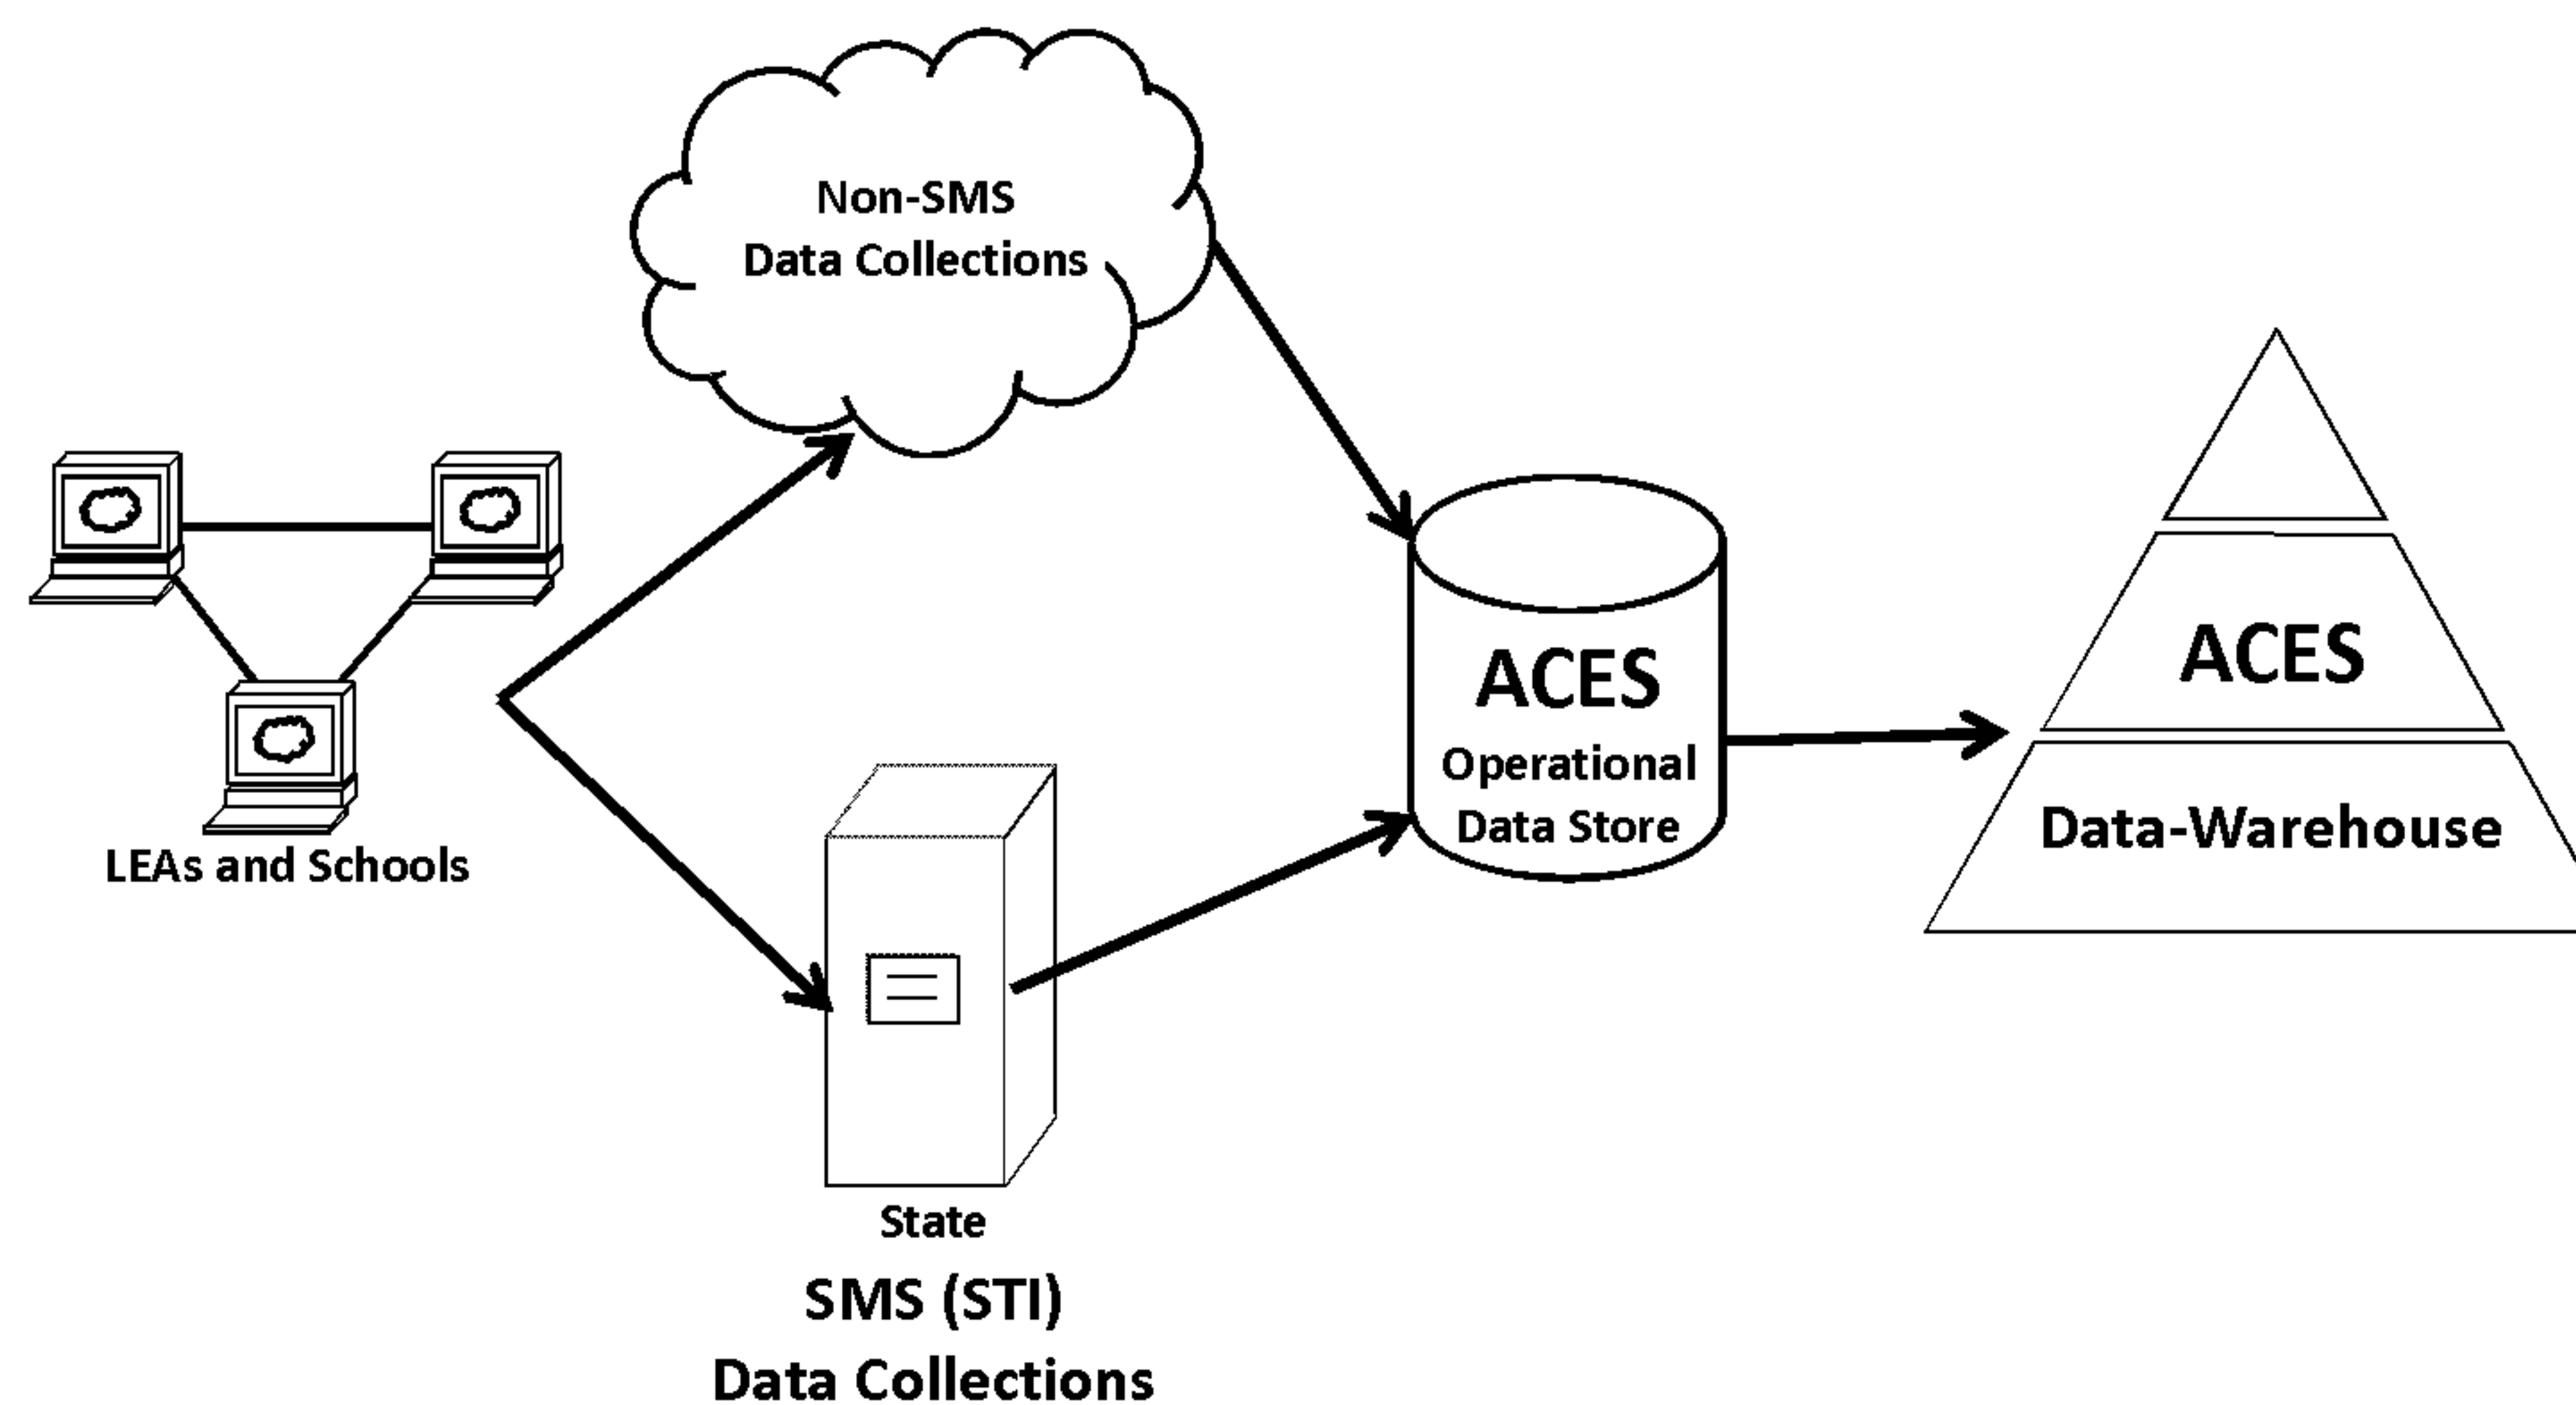 Non-SMS
Data Collections
LEAs and Schools
State
SMS (STI)
Data Collections
ACES
Operational
Data Store
ACES
Data-Warehouse